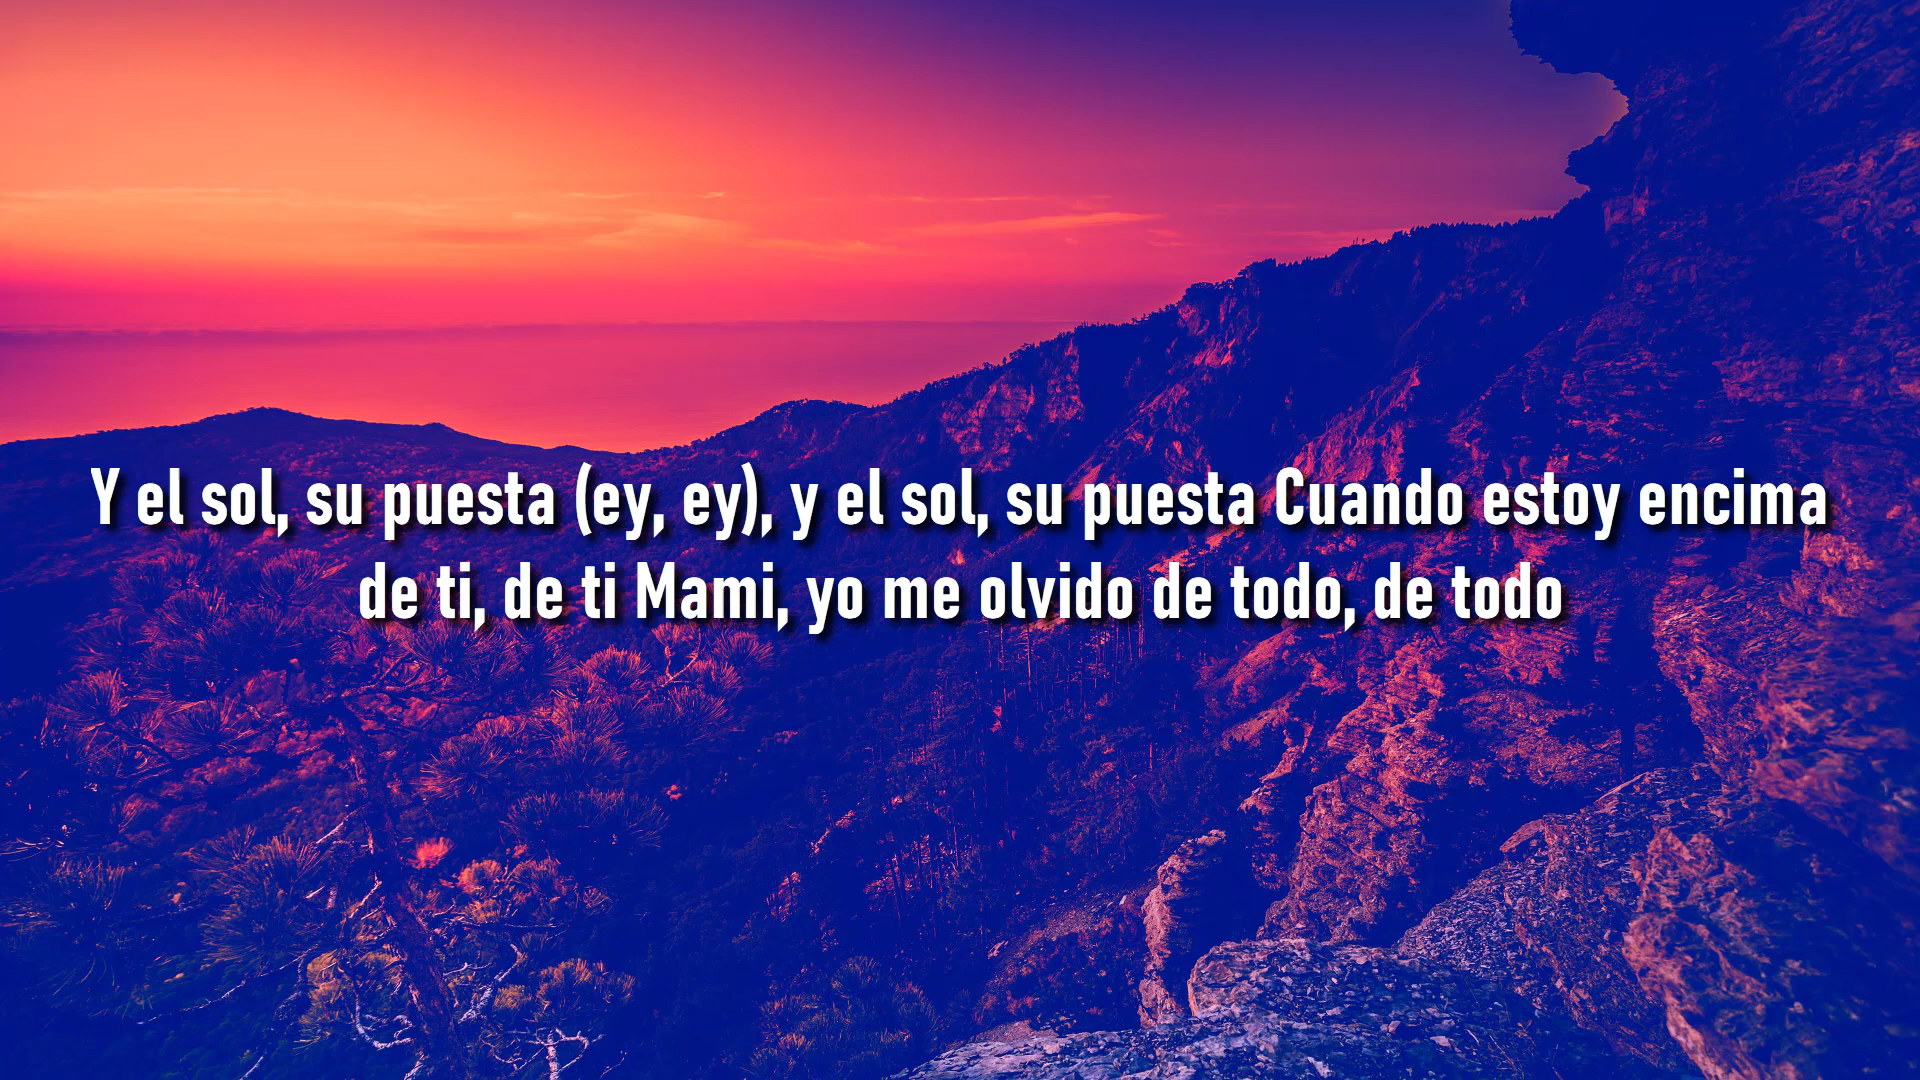 Y el sol, su puesta (ey, ey), y el sol, su puesta Cuando estoy encima
de ti, de ti Mami, yo me olvido de todo, de todo